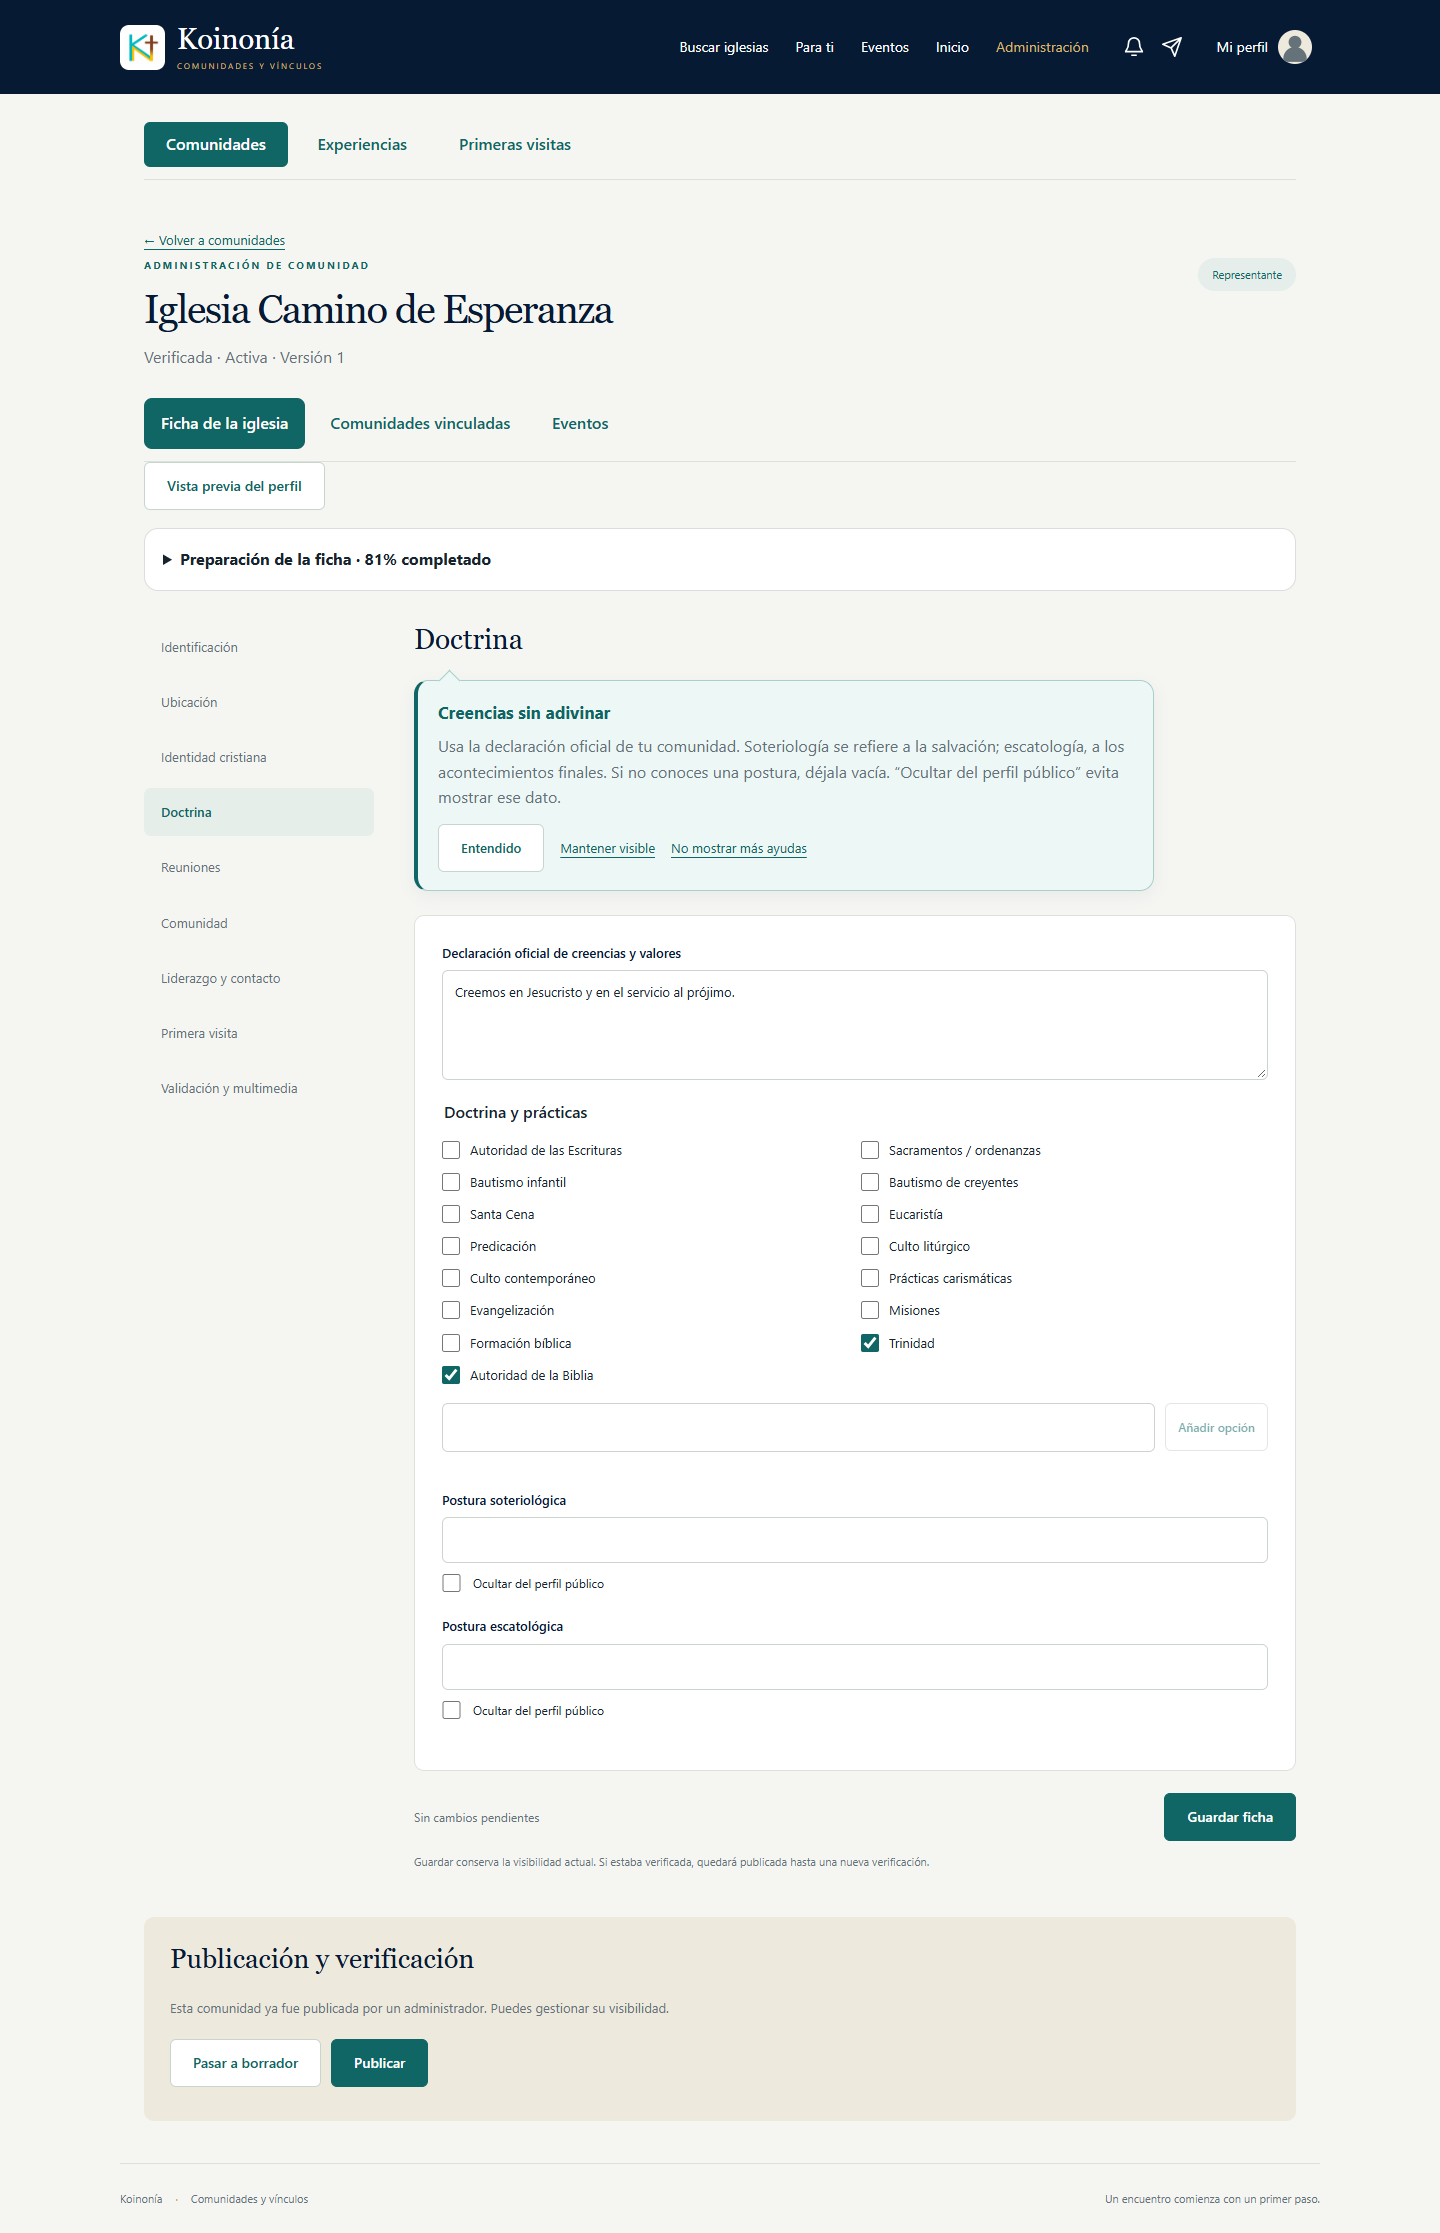 Koinonía
COMUNIDADES Y VÍNCULOS
Buscar iglesias
Para ti
Eventos
Inicio
Administración
Mi perfil
Comunidades
Experiencias
Primeras visitas
← Volver a comunidades
ADMINISTRACIÓN DE COMUNIDAD
Representante
Iglesia Camino de Esperanza
Verificada · Activa · Versión 1
Ficha de la iglesia
Comunidades vinculadas
Eventos
Vista previa del perfil
Preparación de la ficha · 81% completado
Identificación
Ubicación
Identidad cristiana
Doctrina
Reuniones
Comunidad
Liderazgo y contacto
Primera visita
Validación y multimedia
Doctrina
Creencias sin adivinar
Usa la declaración oficial de tu comunidad. Soteriología se refiere a la salvación; escatología, a los
acontecimientos finales. Si no conoces una postura, déjala vacía. “Ocultar del perfil público” evita
mostrar ese dato.
Entendido
Mantener visible
No mostrar más ayudas
Declaración oficial de creencias y valores
Creemos en Jesucristo y en el servicio al prójimo.
Doctrina y prácticas
Autoridad de las Escrituras
Sacramentos / ordenanzas
Bautismo infantil
Bautismo de creyentes
Santa Cena
Eucaristía
Predicación
Culto litúrgico
Culto contemporáneo
Prácticas carismáticas
Evangelización
Misiones
Formación bíblica
Trinidad
Autoridad de la Biblia
Añadir opción
Postura soteriológica
Ocultar del perfil público
Postura escatológica
Ocultar del perfil público
Sin cambios pendientes
Guardar ficha
Guardar conserva la visibilidad actual. Si estaba verificada, quedará publicada hasta una nueva verificación.
Publicación y verificación
Esta comunidad ya fue publicada por un administrador. Puedes gestionar su visibilidad.
Pasar a borrador
Publicar
Koinonía · Comunidades y vínculos
Un encuentro comienza con un primer paso.